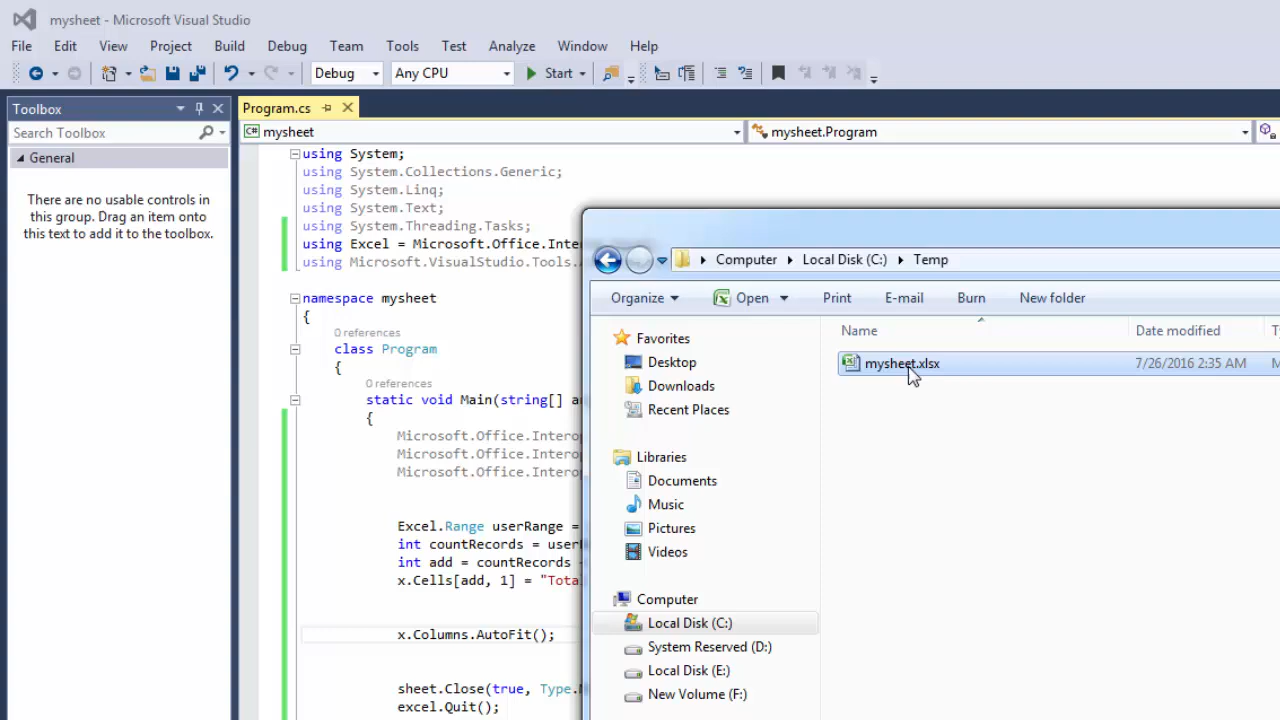 mysheet - Microsoft Visual Studio
File Edit View Project Build Debug Team Tools Test Analyze Window Help
Debug Any CPU Start
Toolbox
Search Toolbox
General
There are no usable controls in
this group. Drag an item onto
this text to add it to the toolbox.
Program.cs
C# mysheet mysheet.Program
using System;
using System.Collections.Generic;
using System.Linq;
using System.Text;
using System.Threading.Tasks;
using Excel = Microsoft.Office.Inte
using Microsoft.VisualStudio.Tools.
namespace mysheet
{
0 references
class Program
{
0 references
static void Main(string[] a
{
Microsoft.Office.Intero
Microsoft.Office.Intero
Microsoft.Office.Intero
Excel.Range userRange =
int countRecords = user
int add = countRecords
x.Cells[add, 1] = "Tota
x.Columns.AutoFit();
sheet.Close(true, Type.
excel.Quit();
Computer Local Disk (C:) Temp
Organize Open Print E-mail Burn New folder
Name Date modified
mysheet.xlsx 7/26/2016 2:35 AM
Favorites
Desktop
Downloads
Recent Places
Libraries
Documents
Music
Pictures
Videos
Computer
Local Disk (C:)
System Reserved (D:)
Local Disk (E:)
New Volume (F:)